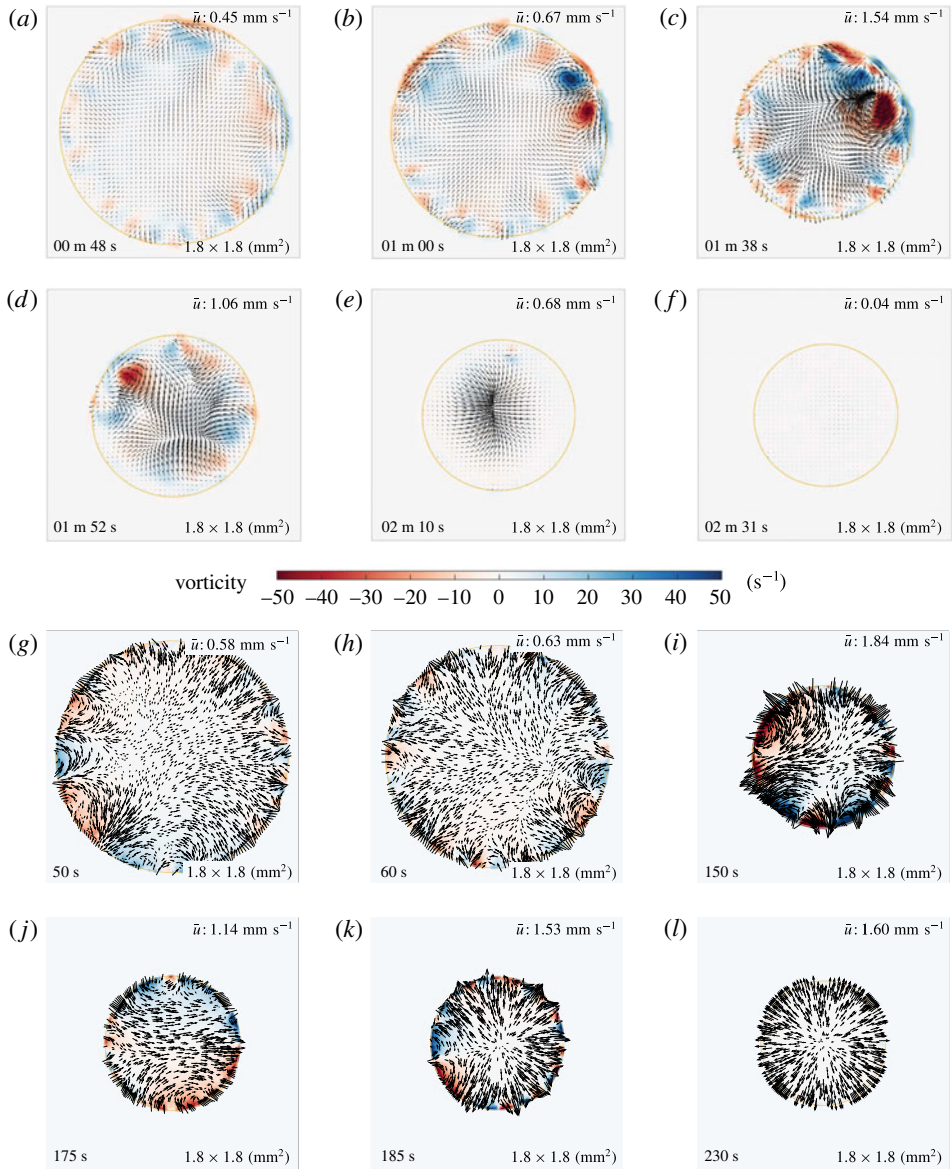 (a) ū: 0.45 mm s⁻¹
00 m 48 s 1.8 × 1.8 (mm²)
(b) ū: 0.67 mm s⁻¹
01 m 00 s 1.8 × 1.8 (mm²)
(c) ū: 1.54 mm s⁻¹
01 m 38 s 1.8 × 1.8 (mm²)
(d) ū: 1.06 mm s⁻¹
01 m 52 s 1.8 × 1.8 (mm²)
(e) ū: 0.68 mm s⁻¹
02 m 10 s 1.8 × 1.8 (mm²)
(f) ū: 0.04 mm s⁻¹
02 m 31 s 1.8 × 1.8 (mm²)
vorticity (s⁻¹)
–50 –40 –30 –20 –10 0 10 20 30 40 50
(g) ū: 0.58 mm s⁻¹
50 s 1.8 × 1.8 (mm²)
(h) ū: 0.63 mm s⁻¹
60 s 1.8 × 1.8 (mm²)
(i) ū: 1.84 mm s⁻¹
150 s 1.8 × 1.8 (mm²)
(j) ū: 1.14 mm s⁻¹
175 s 1.8 × 1.8 (mm²)
(k) ū: 1.53 mm s⁻¹
185 s 1.8 × 1.8 (mm²)
(l) ū: 1.60 mm s⁻¹
230 s 1.8 × 1.8 (mm²)